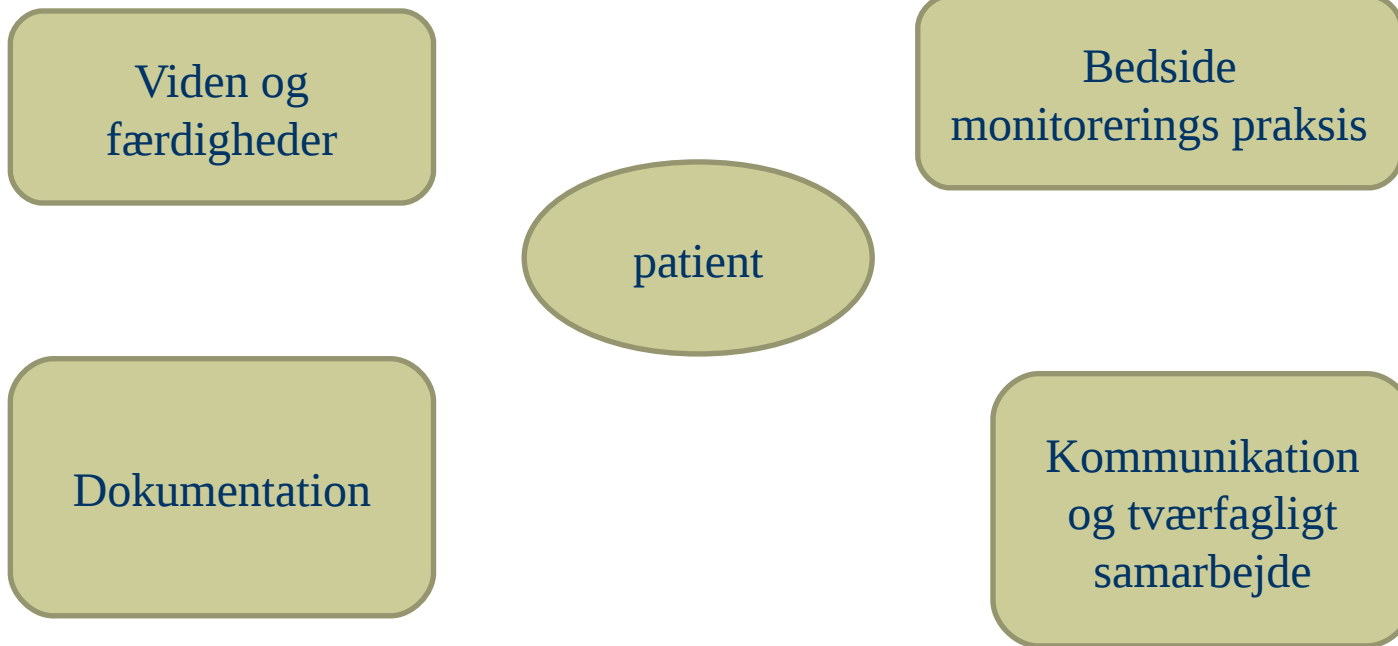 Viden og
færdigheder
Bedside
monitorerings praksis
patient
Dokumentation
Kommunikation
og tværfagligt
samarbejde